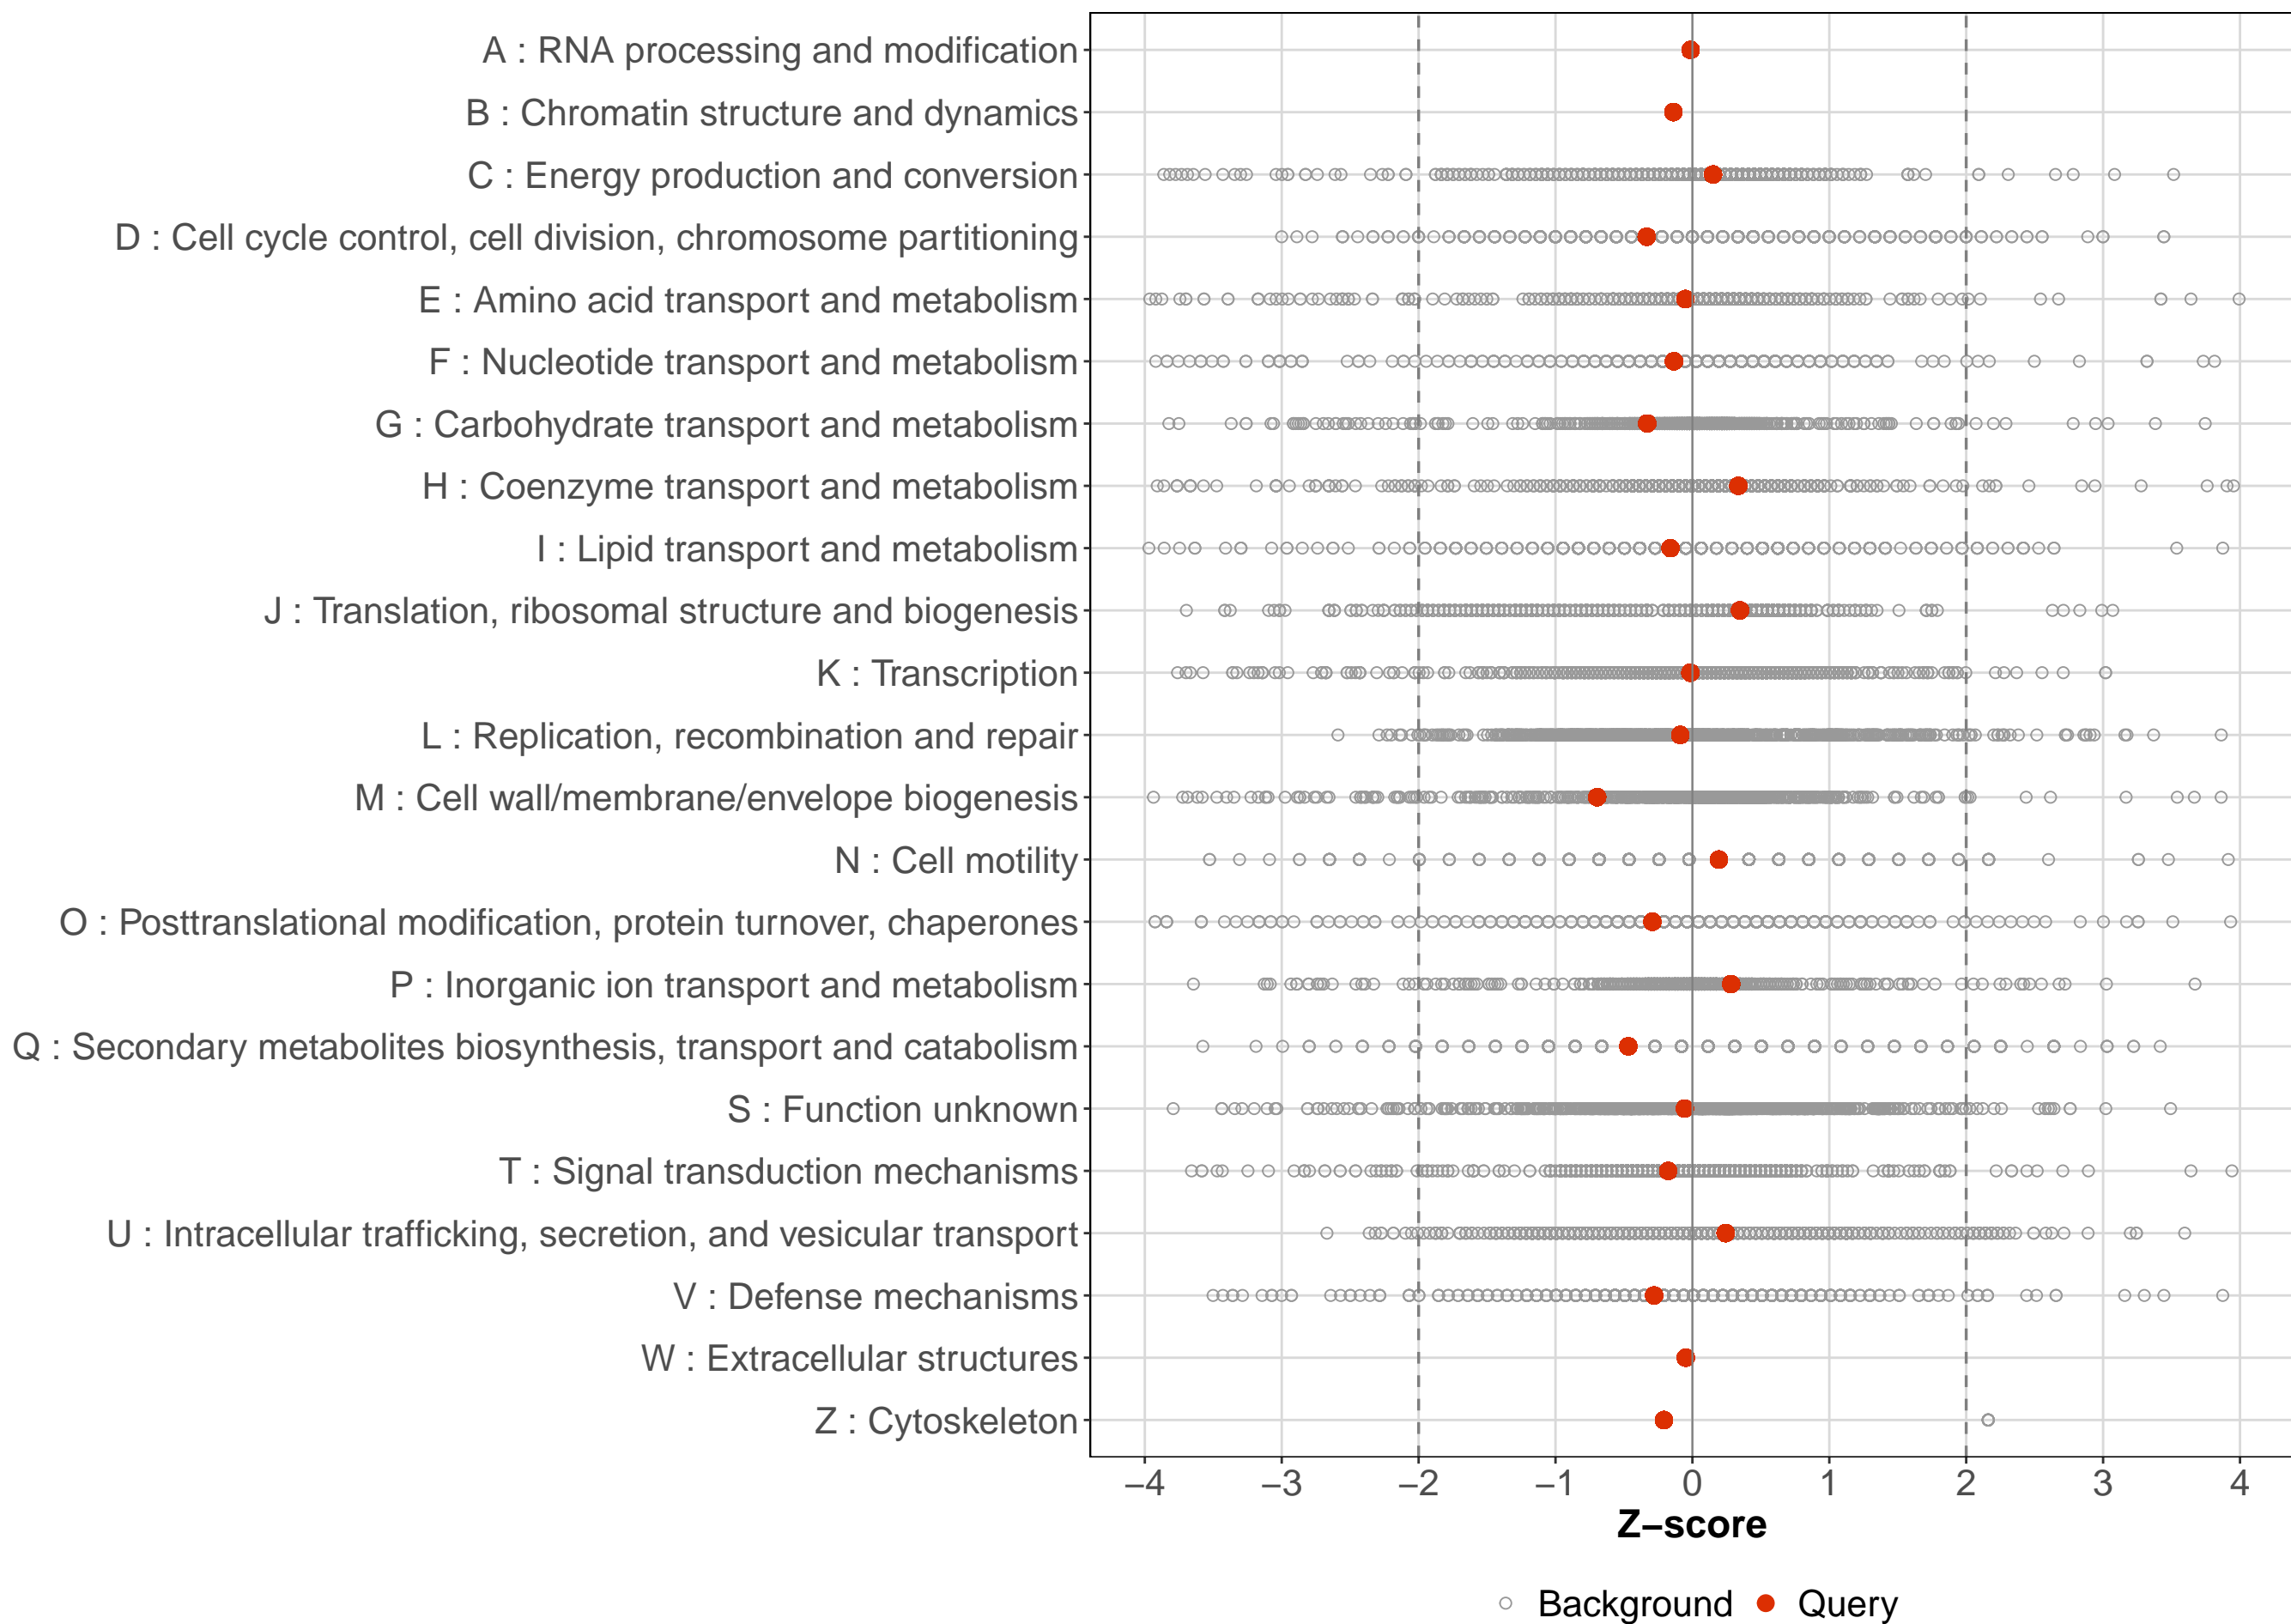 A : RNA processing and modification
B : Chromatin structure and dynamics
C : Energy production and conversion
D : Cell cycle control, cell division, chromosome partitioning
E : Amino acid transport and metabolism
F : Nucleotide transport and metabolism
G : Carbohydrate transport and metabolism
H : Coenzyme transport and metabolism
I : Lipid transport and metabolism
J : Translation, ribosomal structure and biogenesis
K : Transcription
L : Replication, recombination and repair
M : Cell wall/membrane/envelope biogenesis
N : Cell motility
O : Posttranslational modification, protein turnover, chaperones
P : Inorganic ion transport and metabolism
Q : Secondary metabolites biosynthesis, transport and catabolism
S : Function unknown
T : Signal transduction mechanisms
U : Intracellular trafficking, secretion, and vesicular transport
V : Defense mechanisms
W : Extracellular structures
Z : Cytoskeleton
−4 −3 −2 −1 0 1 2 3 4
Z−score
Background Query